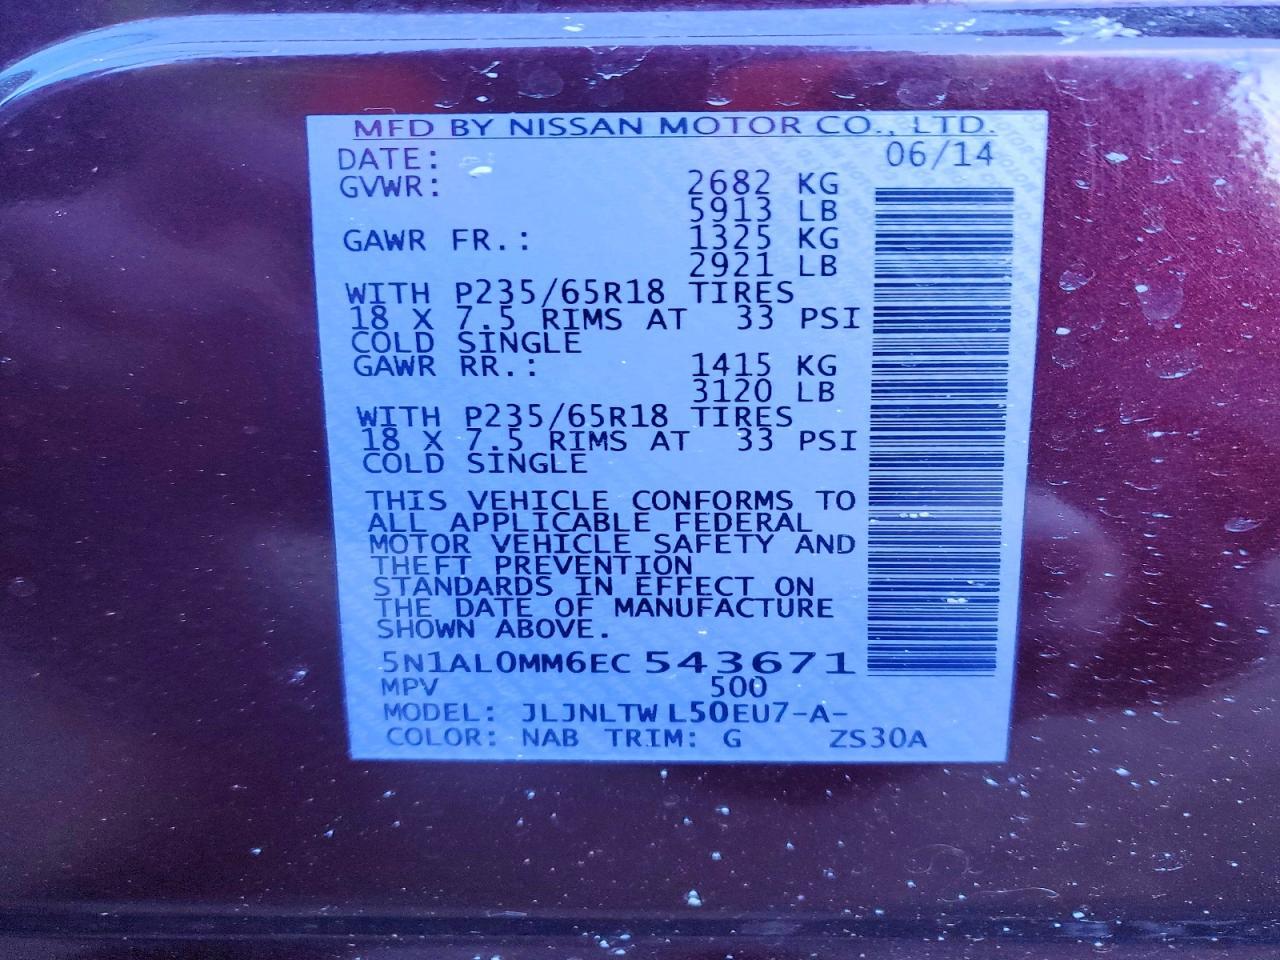 MFD BY NISSAN MOTOR CO., LTD.
DATE: 06/14
GVWR: 2682 KG
5913 LB
GAWR FR.: 1325 KG
2921 LB
WITH P235/65R18 TIRES
18 X 7.5 RIMS AT 33 PSI
COLD SINGLE
GAWR RR.: 1415 KG
3120 LB
WITH P235/65R18 TIRES
18 X 7.5 RIMS AT 33 PSI
COLD SINGLE
THIS VEHICLE CONFORMS TO
ALL APPLICABLE FEDERAL
MOTOR VEHICLE SAFETY AND
THEFT PREVENTION
STANDARDS IN EFFECT ON
THE DATE OF MANUFACTURE
SHOWN ABOVE.
5N1AL0MM6EC543671
MPV 500
MODEL: JLJNLTWL50EU7-A-
COLOR: NAB TRIM: G ZS30A